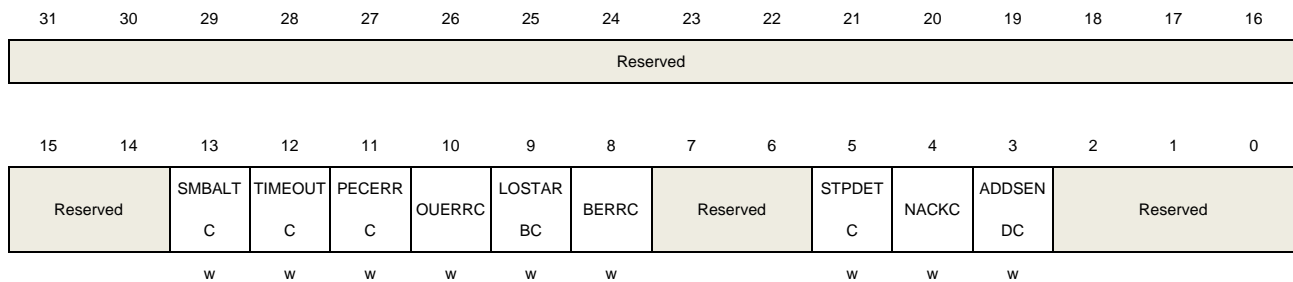 31 30 29 28 27 26 25 24 23 22 21 20 19 18 17 16
Reserved
15 14 13 12 11 10 9 8 7 6 5 4 3 2 1 0
Reserved SMBALT C TIMEOUT C PECERR C OUERRC LOSTAR BC BERRC Reserved STPDET C NACKC ADDSEN DC Reserved
w w w w w w w w w